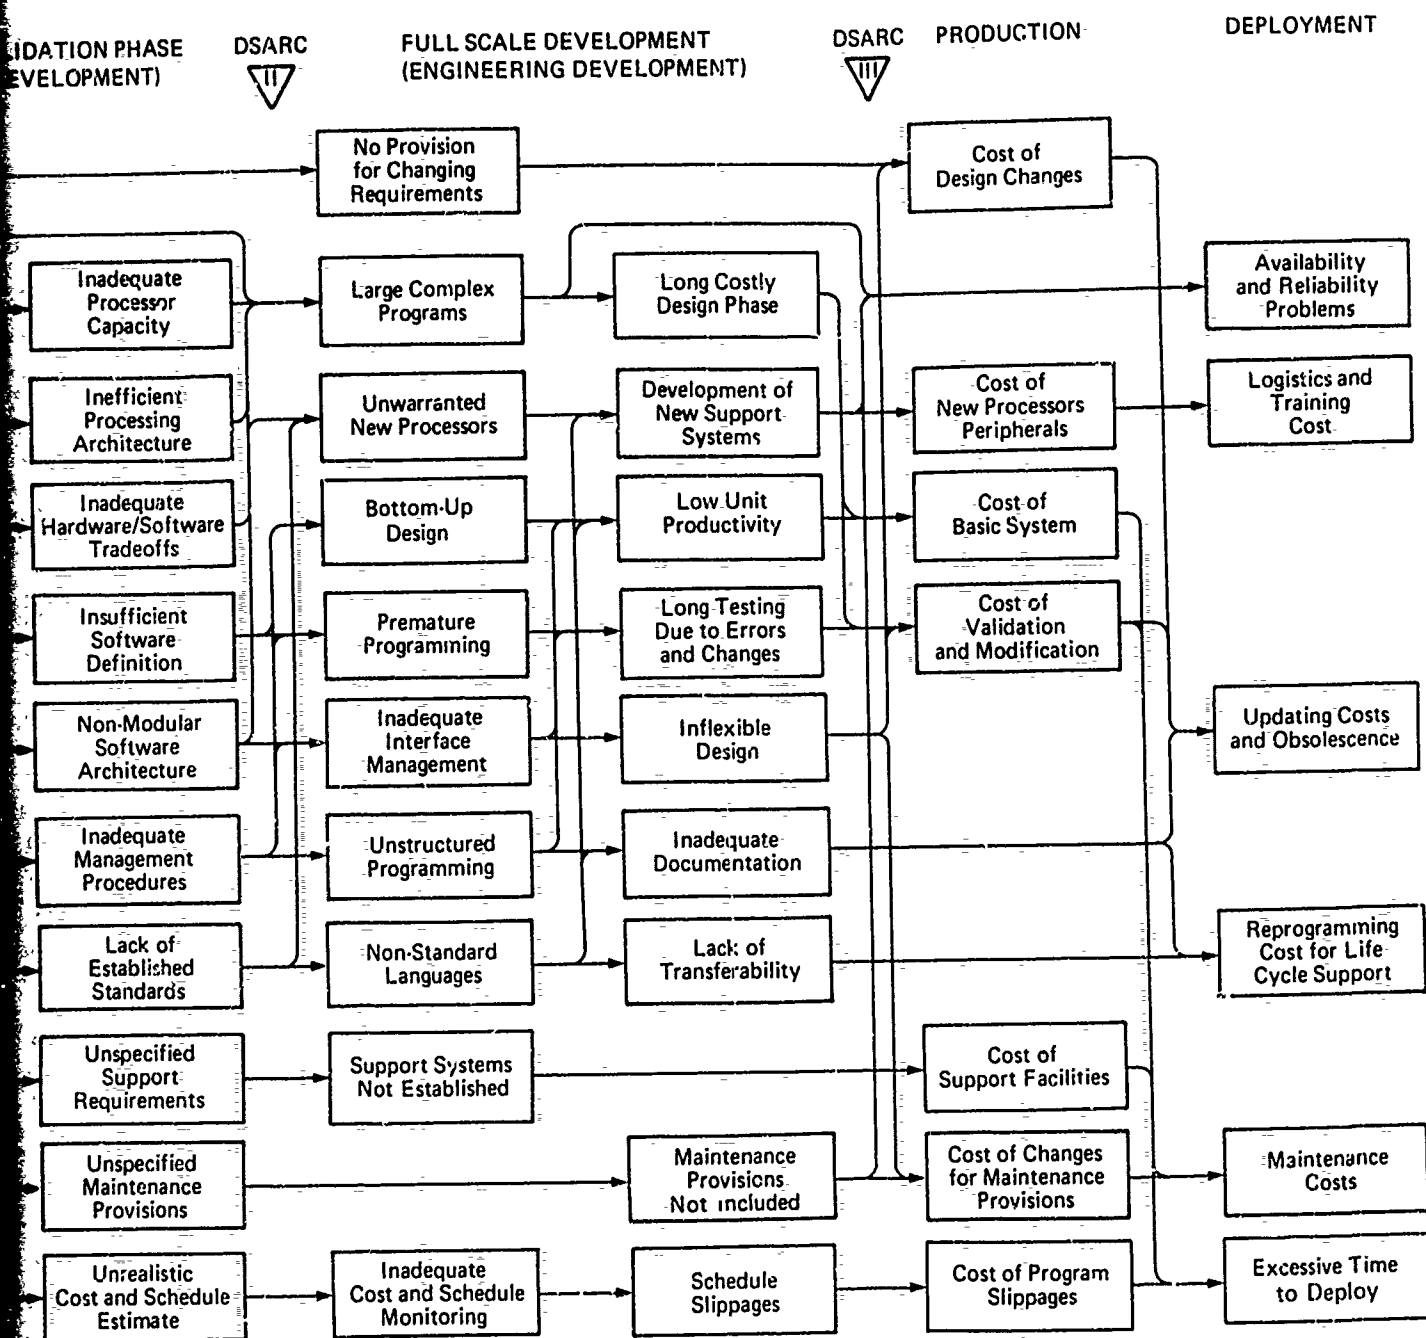 IDATION PHASE
EVELOPMENT)
DSARC
II
FULL SCALE DEVELOPMENT
(ENGINEERING DEVELOPMENT)
DSARC
III
PRODUCTION
DEPLOYMENT
No Provision
for Changing
Requirements
Cost of
Design Changes
Inadequate
Processor
Capacity
Large Complex
Programs
Long Costly
Design Phase
Availability
and Reliability
Problems
Inefficient
Processing
Architecture
Unwarranted
New Processors
Development of
New Support
Systems
Cost of
New Processors
Peripherals
Logistics and
Training
Cost
Inadequate
Hardware/Software
Tradeoffs
Bottom-Up
Design
Low Unit
Productivity
Cost of
Basic System
Insufficient
Software
Definition
Premature
Programming
Long Testing
Due to Errors
and Changes
Cost of
Validation
and Modification
Non-Modular
Software
Architecture
Inadequate
Interface
Management
Inflexible
Design
Updating Costs
and Obsolescence
Inadequate
Management
Procedures
Unstructured
Programming
Inadequate
Documentation
Lack of
Established
Standards
Non-Standard
Languages
Lack of
Transferability
Reprogramming
Cost for Life
Cycle Support
Unspecified
Support
Requirements
Support Systems
Not Established
Cost of
Support Facilities
Unspecified
Maintenance
Provisions
Maintenance
Provisions
Not Included
Cost of Changes
for Maintenance
Provisions
Maintenance
Costs
Unrealistic
Cost and Schedule
Estimate
Inadequate
Cost and Schedule
Monitoring
Schedule
Slippages
Cost of Program
Slippages
Excessive Time
to Deploy